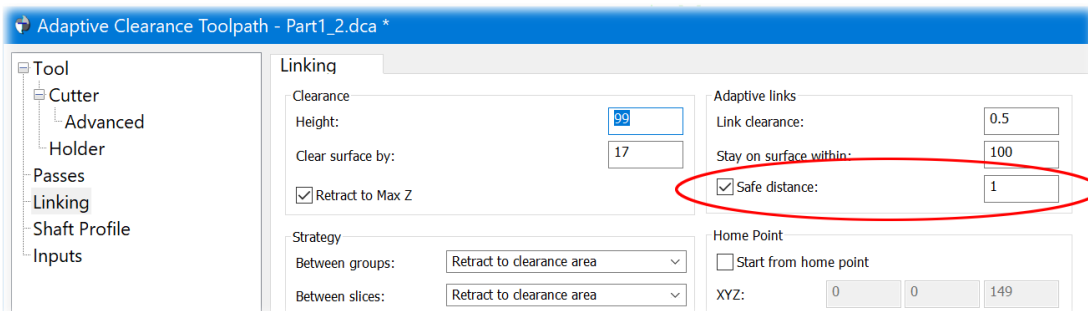 Adaptive Clearance Toolpath - Part1_2.dca *
Tool
Cutter
Advanced
Holder
Passes
Linking
Shaft Profile
Inputs
Linking
Clearance
Height: 99
Clear surface by: 17
Retract to Max Z
Strategy
Between groups: Retract to clearance area
Between slices: Retract to clearance area
Adaptive links
Link clearance: 0.5
Stay on surface within: 100
Safe distance: 1
Home Point
Start from home point
XYZ: 0 0 149